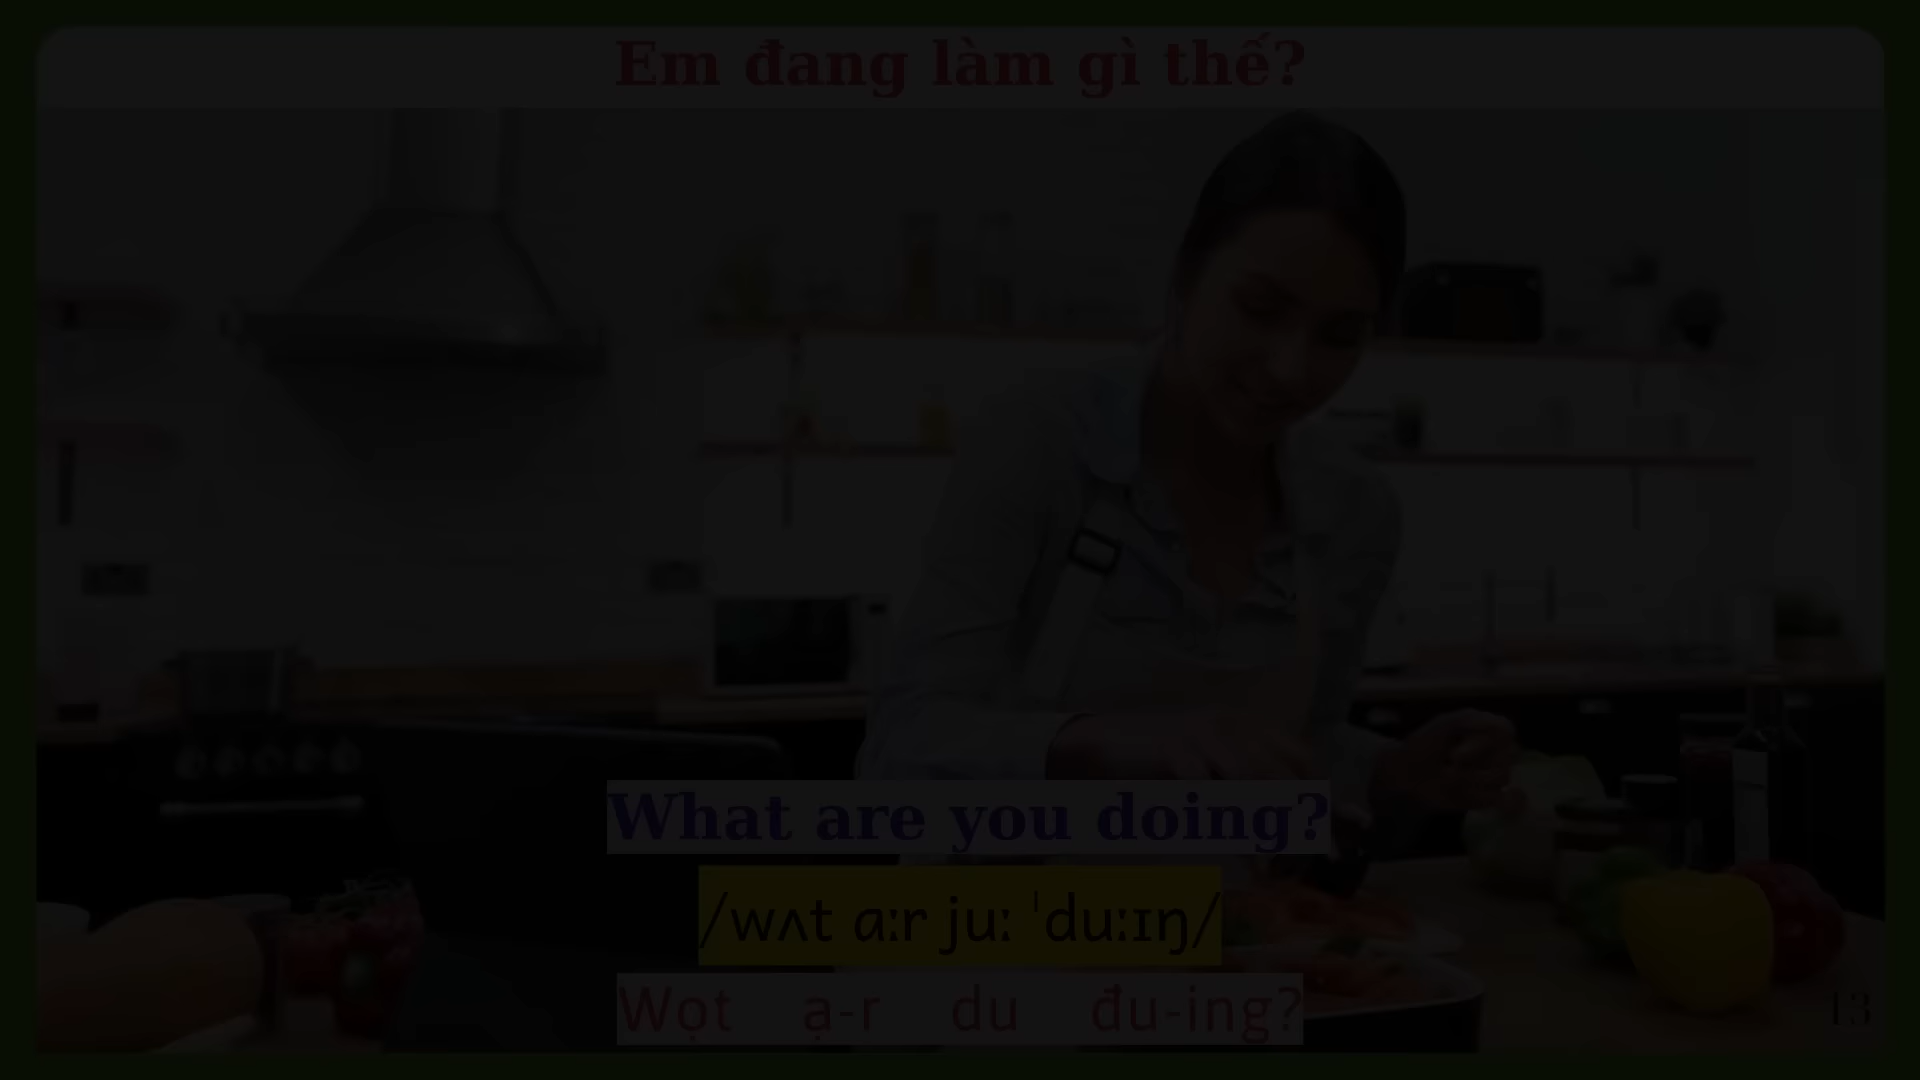 Em đang làm gì thế?
What are you doing?
/wʌt ɑːr juː ˈduːɪŋ/
Wọt ạ-r du đu-ing?
13